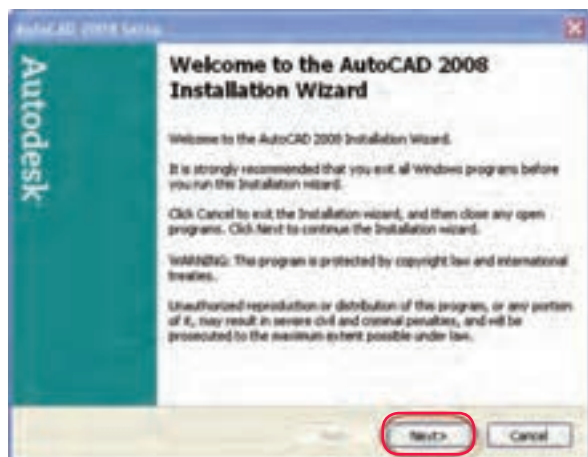 AutoCAD 2008 Setup
Autodesk
Welcome to the AutoCAD 2008
Installation Wizard
Welcome to the AutoCAD 2008 Installation Wizard.
It is strongly recommended that you exit all Windows programs before
you run this Installation wizard.
Click Cancel to exit the Installation wizard, and then close any open
programs. Click Next to continue the Installation wizard.
WARNING: The program is protected by copyright law and international
treaties.
Unauthorized reproduction or distribution of this program, or any portion
of it, may result in severe civil and criminal penalties, and will be
prosecuted to the maximum extent possible under law.
Next>
Cancel